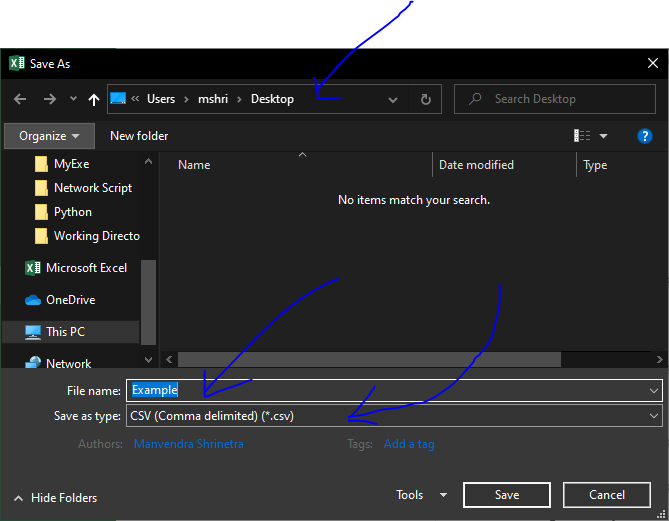 Save As
Users > mshri > Desktop
Search Desktop
Organize
New folder
Name
Date modified
Type
No items match your search.
MyExe
Network Script
Python
Working Directo
Microsoft Excel
OneDrive
This PC
Network
File name: Example
Save as type: CSV (Comma delimited) (*.csv)
Authors: Manvendra Shrinetra
Tags: Add a tag
Hide Folders
Tools
Save
Cancel